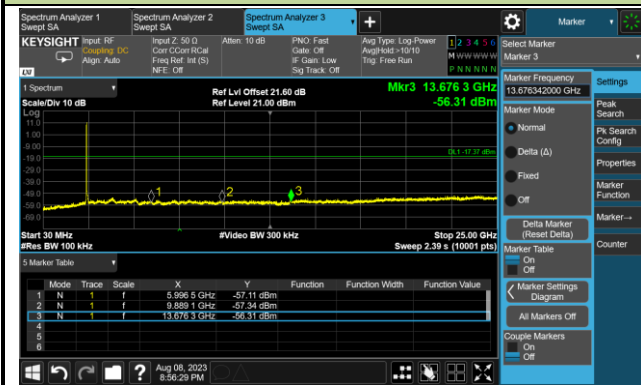 Spectrum Analyzer 1
Swept SA
Spectrum Analyzer 2
Swept SA
Spectrum Analyzer 3
Swept SA
Marker
KEYSIGHT
Input: RF
Coupling: DC
Align: Auto
Input Z: 50 Ω
Corr CCorr RCal
Freq Ref: Int (S)
NFE: Off
Atten: 10 dB
PNO: Fast
Gate: Off
IF Gain: Low
Sig Track: Off
Avg Type: Log-Power
Avg|Hold:>10/10
Trig: Free Run
1 2 3 4 5 6
M W W W W W
P N N N N N
LXI
Select Marker
Marker 3
1 Spectrum
Scale/Div 10 dB
Log
Ref Lvl Offset 21.60 dB
Ref Level 21.00 dBm
Mkr3 13.676 3 GHz
-56.31 dBm
11.0
1.00
-9.00
-19.0
-29.0
-39.0
-49.0
-59.0
-69.0
DL1 -17.37 dBm
1
2
3
Start 30 MHz
#Res BW 100 kHz
#Video BW 300 kHz
Stop 25.00 GHz
Sweep 2.39 s (10001 pts)
5 Marker Table
Mode Trace Scale X Y Function Function Width Function Value
1 N 1 f 5.996 5 GHz -57.11 dBm
2 N 1 f 9.889 1 GHz -57.34 dBm
3 N 1 f 13.676 3 GHz -56.31 dBm
4
5
6
Marker Frequency
13.676342000 GHz
Marker Mode
Normal
Delta (Δ)
Fixed
Off
Delta Marker
(Reset Delta)
Marker Table
On
Off
Marker Settings
Diagram
All Markers Off
Couple Markers
On
Off
Settings
Peak
Search
Pk Search
Config
Properties
Marker
Function
Marker→
Counter
Aug 08, 2023
8:56:29 PM